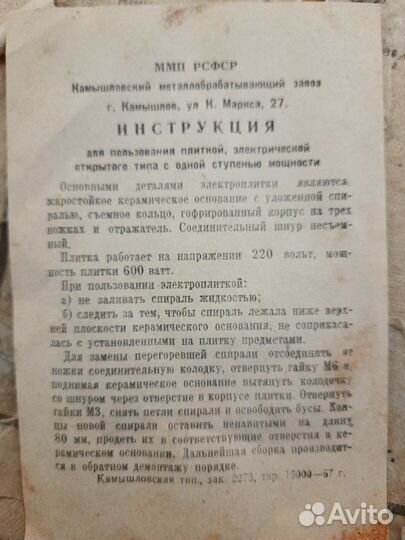 ММП РСФСР
Камышловский металлообрабатывающий завод
г. Камышлов, ул К. Маркса, 27.
ИНСТРУКЦИЯ
для пользования плиткой, электрической
открытого типа с одной ступенью мощности
Основными деталями электроплитки являются
жаростойкое керамическое основание с уложенной спи-
ралью, съемное кольцо, гофрированный корпус на трех
ножках и отражатель. Соединительный шнур несъем-
ный.
Плитка работает на напряжении 220 вольт, мощ-
ность плитки 600 ватт.
При пользовании электроплиткой:
а) не заливать спираль жидкостью;
б) следить за тем, чтобы спираль лежала ниже верх-
ней плоскости керамического основания, не соприкаса-
лась с установленными на плитку предметами.
Для замены перегоревшей спирали отсоединить от
ножки соединительную колодку, отвернуть гайку М6 и,
поднимая керамическое основание вытянуть колодочку
со шнуром через отверстие в корпусе плитки. Отвернуть
гайки М3, снять петли спирали и освободить бусы. Кон-
цы новой спирали оставить ненавитыми на длину
80 мм, продеть их в соответствующие отверстия в ке-
рамическом основании. Дальнейшая сборка производит-
ся в обратном демонтажу порядке.
Камышловская тип., зак. 2273, тир. 15000—67 г.
Avito